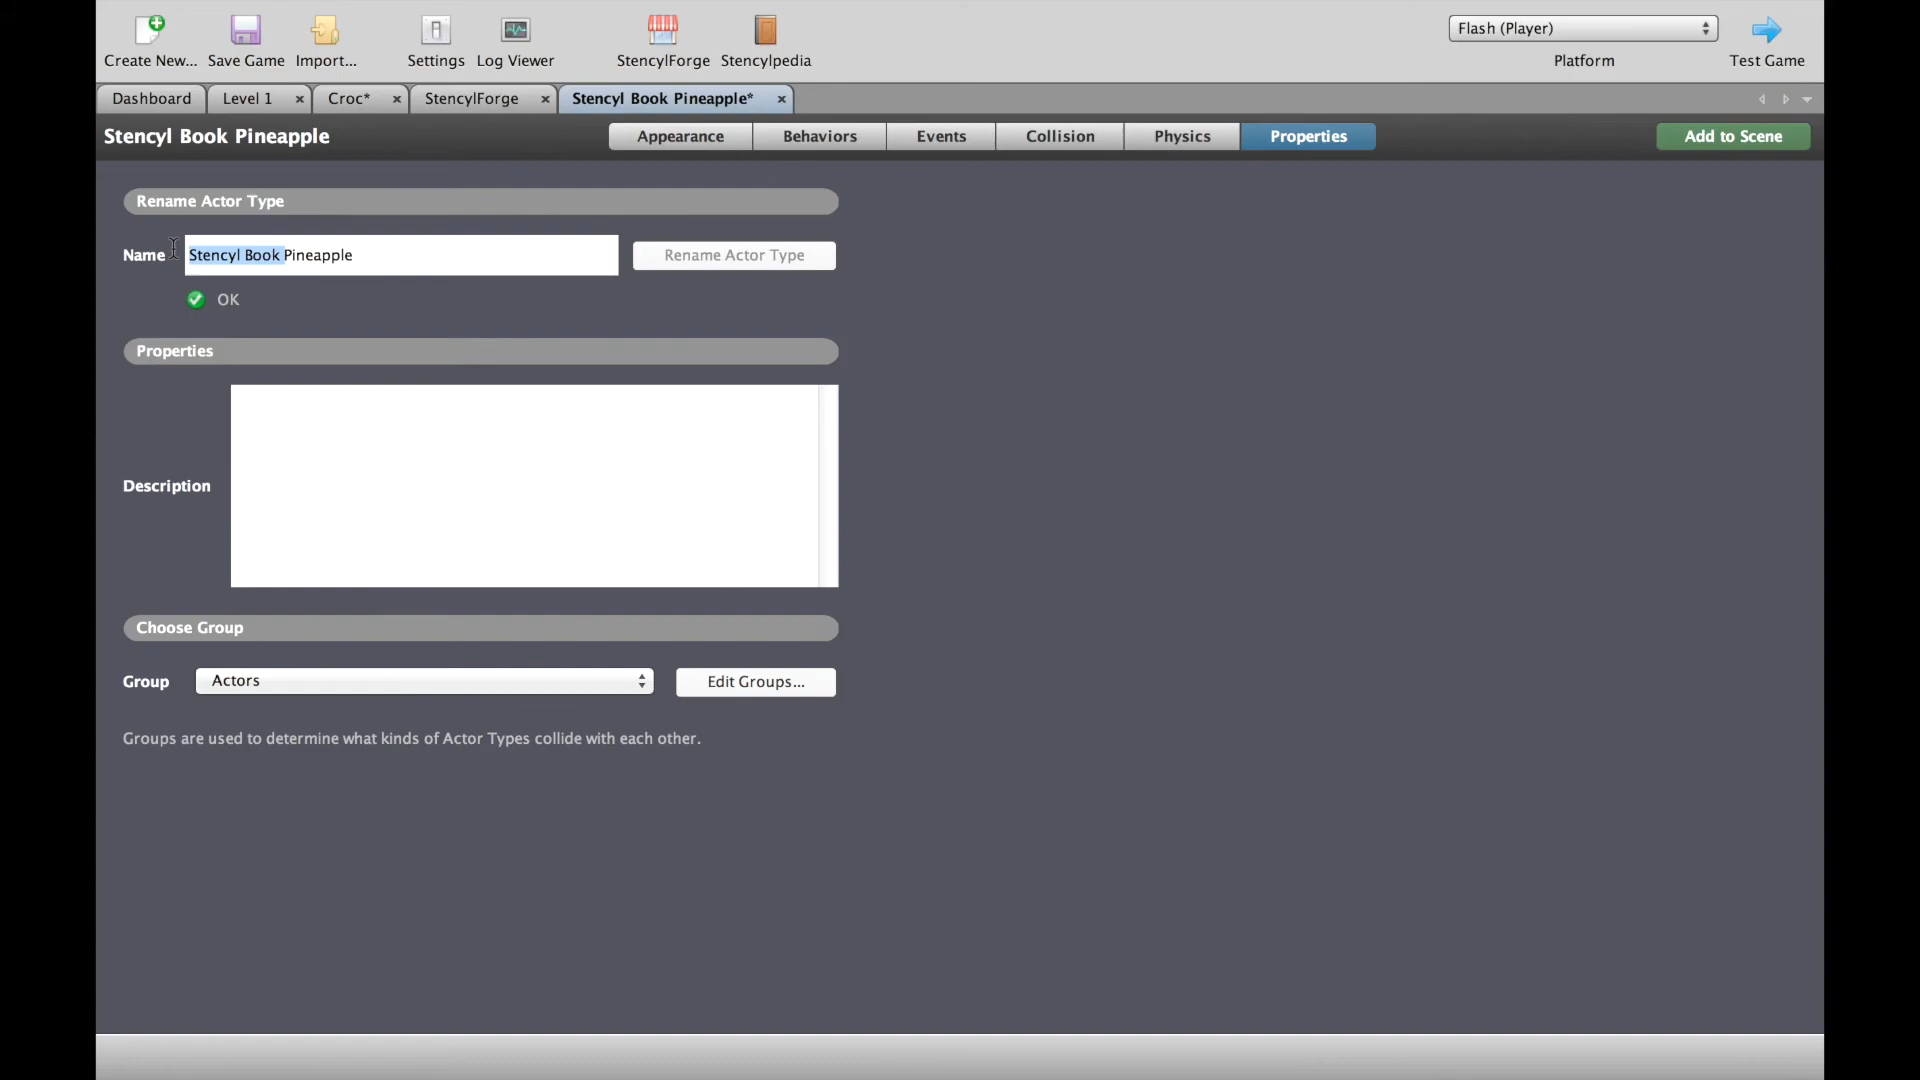 Create New... Save Game Import... Settings Log Viewer StencylForge Stencylpedia Flash (Player) Platform Test Game
Dashboard Level 1 Croc* StencylForge Stencyl Book Pineapple*
Stencyl Book Pineapple Appearance Behaviors Events Collision Physics Properties Add to Scene
Rename Actor Type
Name Stencyl Book Pineapple Rename Actor Type
OK
Properties
Description
Choose Group
Group Actors Edit Groups...
Groups are used to determine what kinds of Actor Types collide with each other.